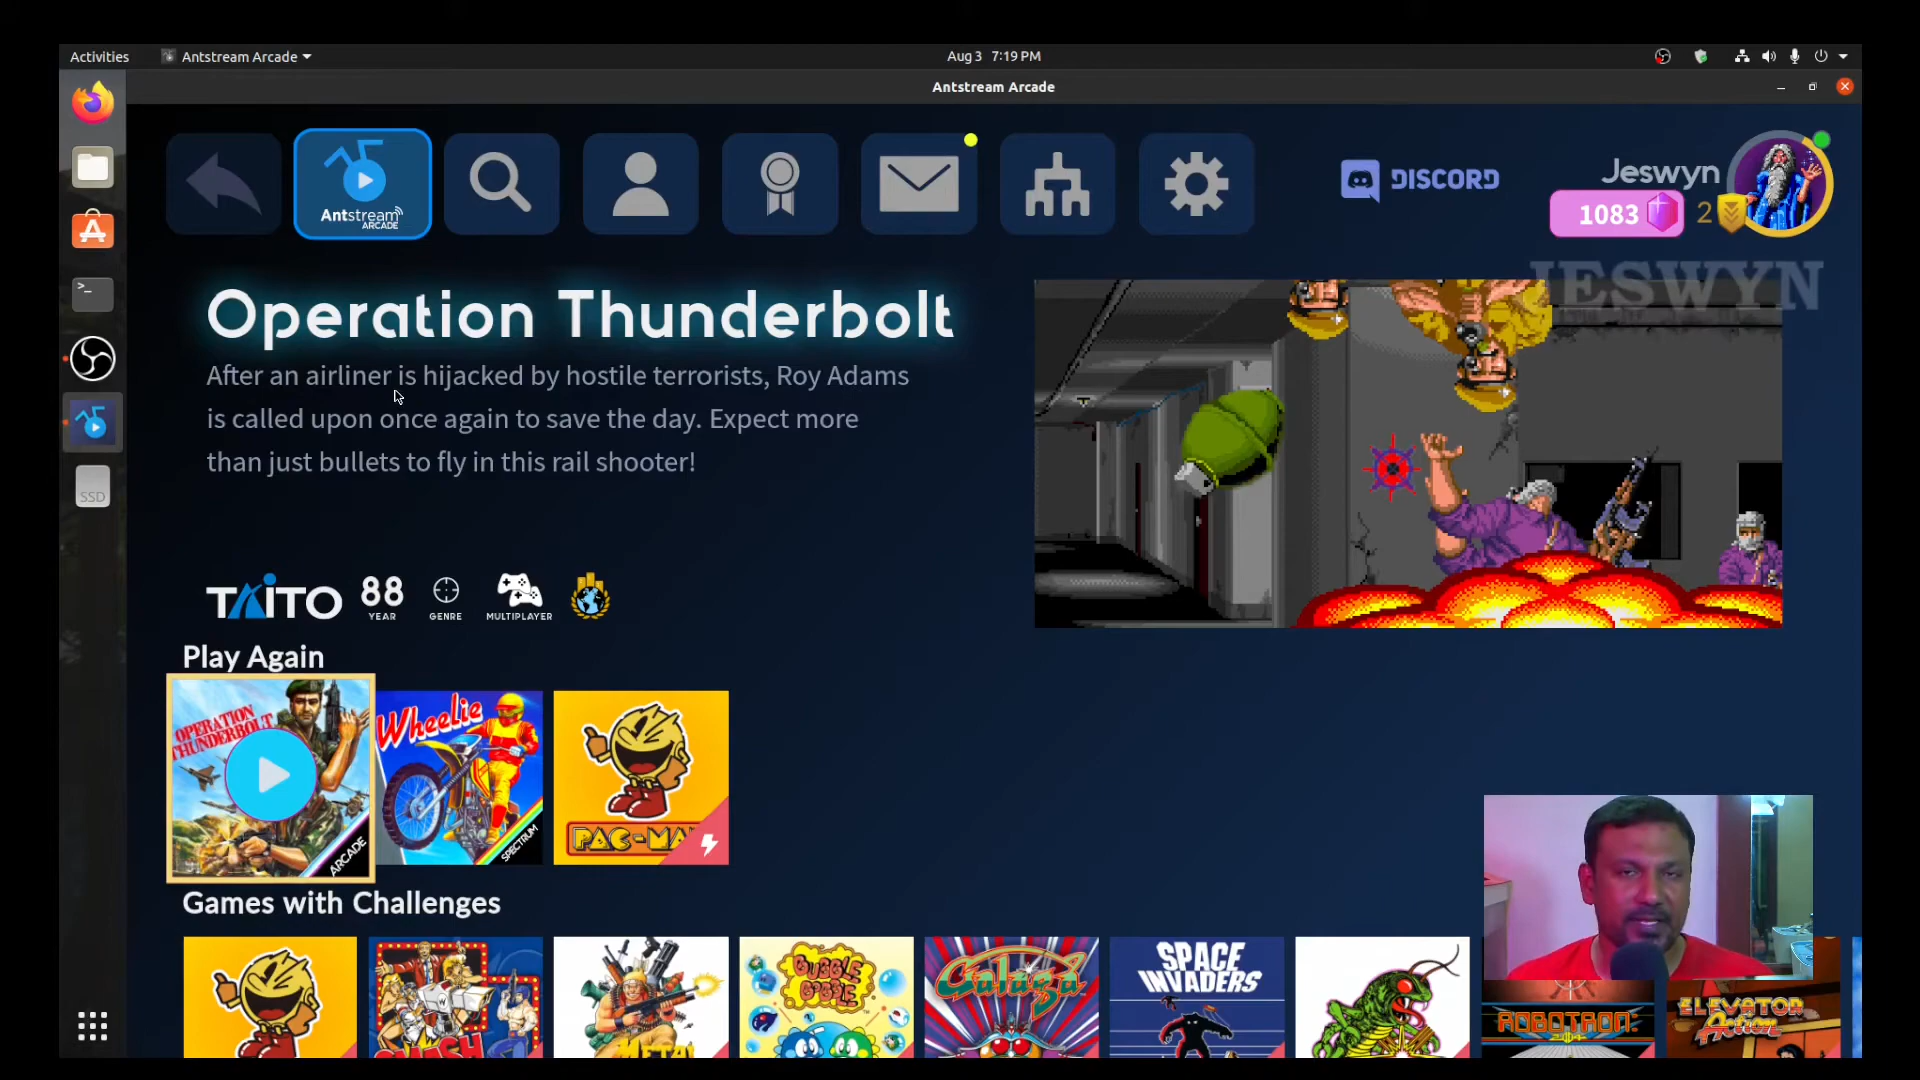 Activities
Antstream Arcade
Aug 3 7:19 PM
Antstream Arcade
Antstream
ARCADE
DISCORD
Jeswyn
1083
2
JESWYN
Operation Thunderbolt
After an airliner is hijacked by hostile terrorists, Roy Adams
is called upon once again to save the day. Expect more
than just bullets to fly in this rail shooter!
TAITO
88
YEAR
GENRE
MULTIPLAYER
SSD
Play Again
OPERATION
THUNDERBOLT
ARCADE
Wheelie
SPECTRUM
PAC-MA
Games with Challenges
SMASH
METAL
BUBBLE
BOBBLE
Galaga
SPACE
INVADERS
ROBOTRON
ELEVATOR
Action